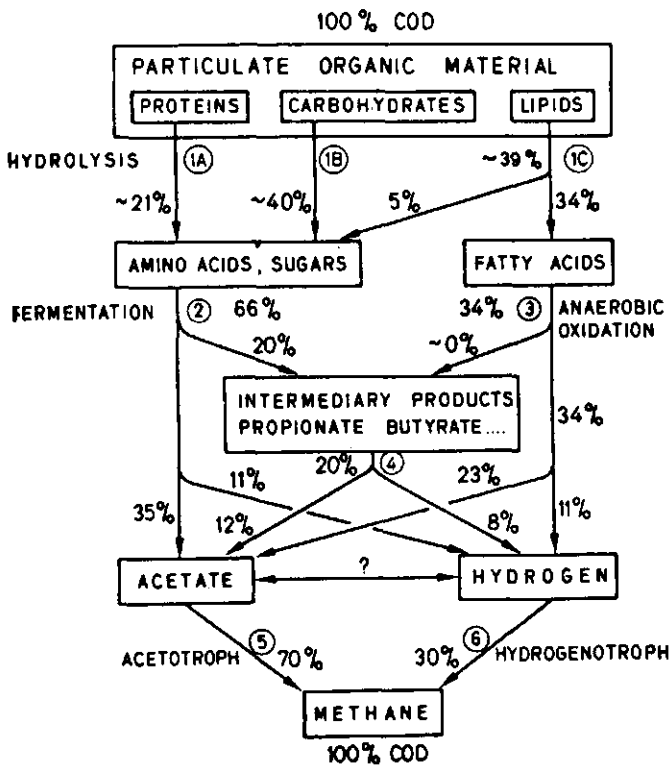 100% COD
PARTICULATE ORGANIC MATERIAL
PROTEINS CARBOHYDRATES LIPIDS
HYDROLYSIS 1A 1B ~39% 1C
~21% ~40% 5% 34%
AMINO ACIDS, SUGARS FATTY ACIDS
FERMENTATION 2 66% 34% 3 ANAEROBIC
OXIDATION
20% ~0%
INTERMEDIARY PRODUCTS
PROPIONATE BUTYRATE....
34%
20% 4
11% 23%
35% 12% 8% 11%
ACETATE ? HYDROGEN
ACETOTROPH 5 70% 30% 6 HYDROGENOTROPH
METHANE
100% COD